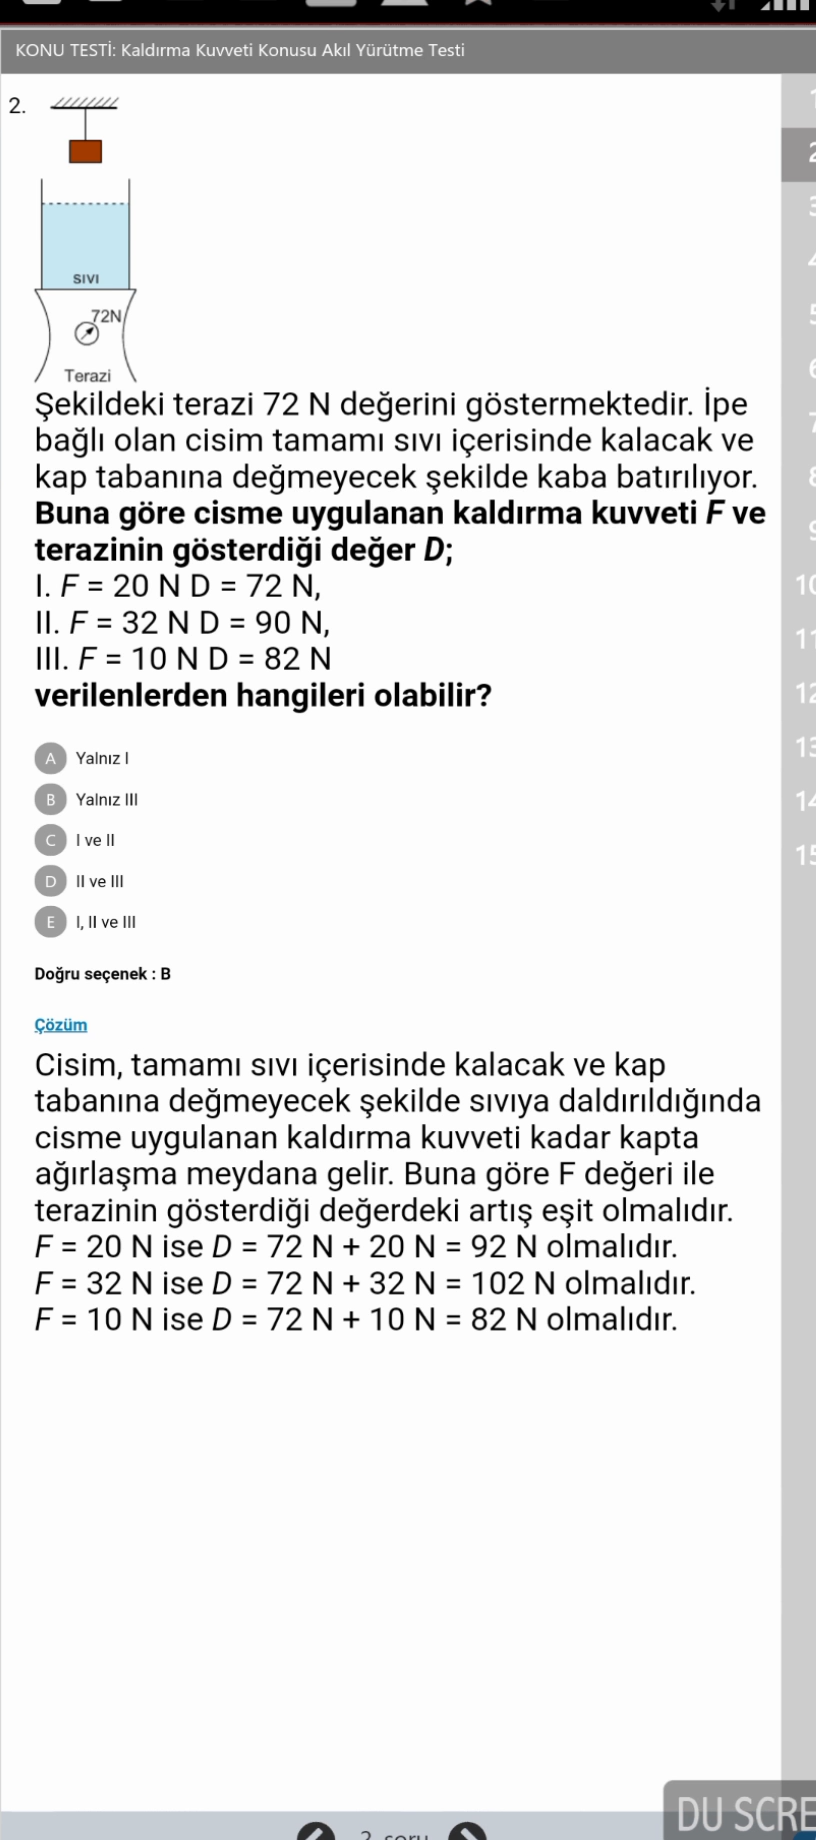 KONU TESTİ: Kaldırma Kuvveti Konusu Akıl Yürütme Testi
2.
SIVI
72N
Terazi
Şekildeki terazi 72 N değerini göstermektedir. İpe
bağlı olan cisim tamamı sıvı içerisinde kalacak ve
kap tabanına değmeyecek şekilde kaba batırılıyor.
Buna göre cisme uygulanan kaldırma kuvveti F ve
terazinin gösterdiği değer D;
I. F = 20 N D = 72 N,
II. F = 32 N D = 90 N,
III. F = 10 N D = 82 N
verilenlerden hangileri olabilir?
A Yalnız I
B Yalnız III
C I ve II
D II ve III
E I, II ve III
Doğru seçenek : B
Çözüm
Cisim, tamamı sıvı içerisinde kalacak ve kap
tabanına değmeyecek şekilde sıvıya daldırıldığında
cisme uygulanan kaldırma kuvveti kadar kapta
ağırlaşma meydana gelir. Buna göre F değeri ile
terazinin gösterdiği değerdeki artış eşit olmalıdır.
F = 20 N ise D = 72 N + 20 N = 92 N olmalıdır.
F = 32 N ise D = 72 N + 32 N = 102 N olmalıdır.
F = 10 N ise D = 72 N + 10 N = 82 N olmalıdır.
1
2
3
4
5
6
7
8
9
10
11
12
13
14
15
2. soru
DU SCRE